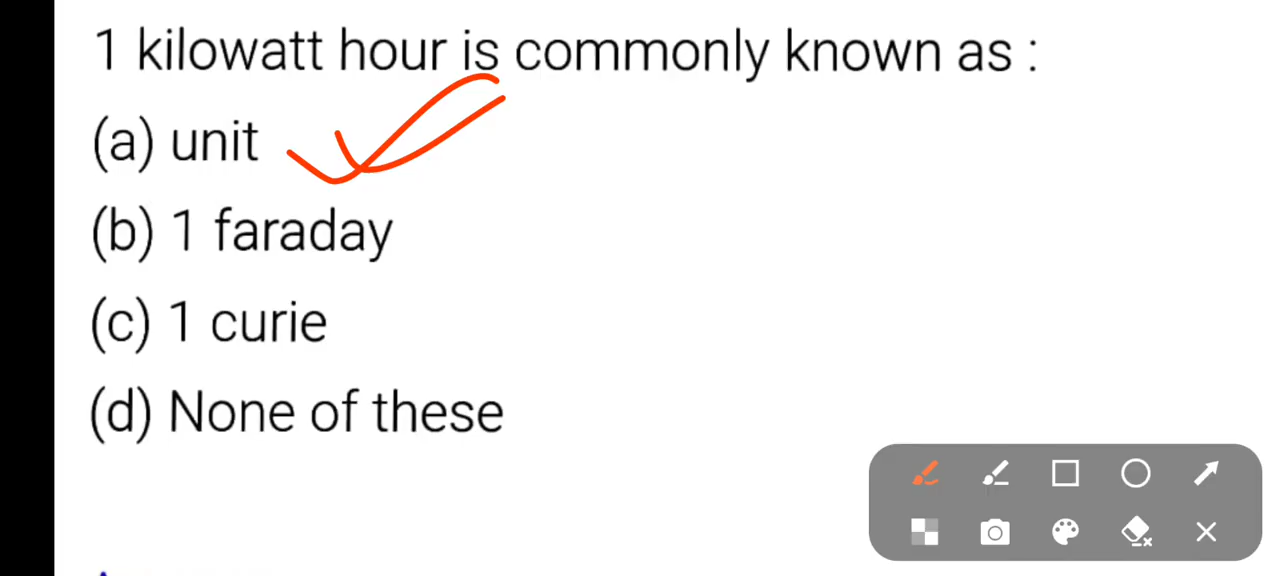 1 kilowatt hour is commonly known as :
(a) unit
(b) 1 faraday
(c) 1 curie
(d) None of these